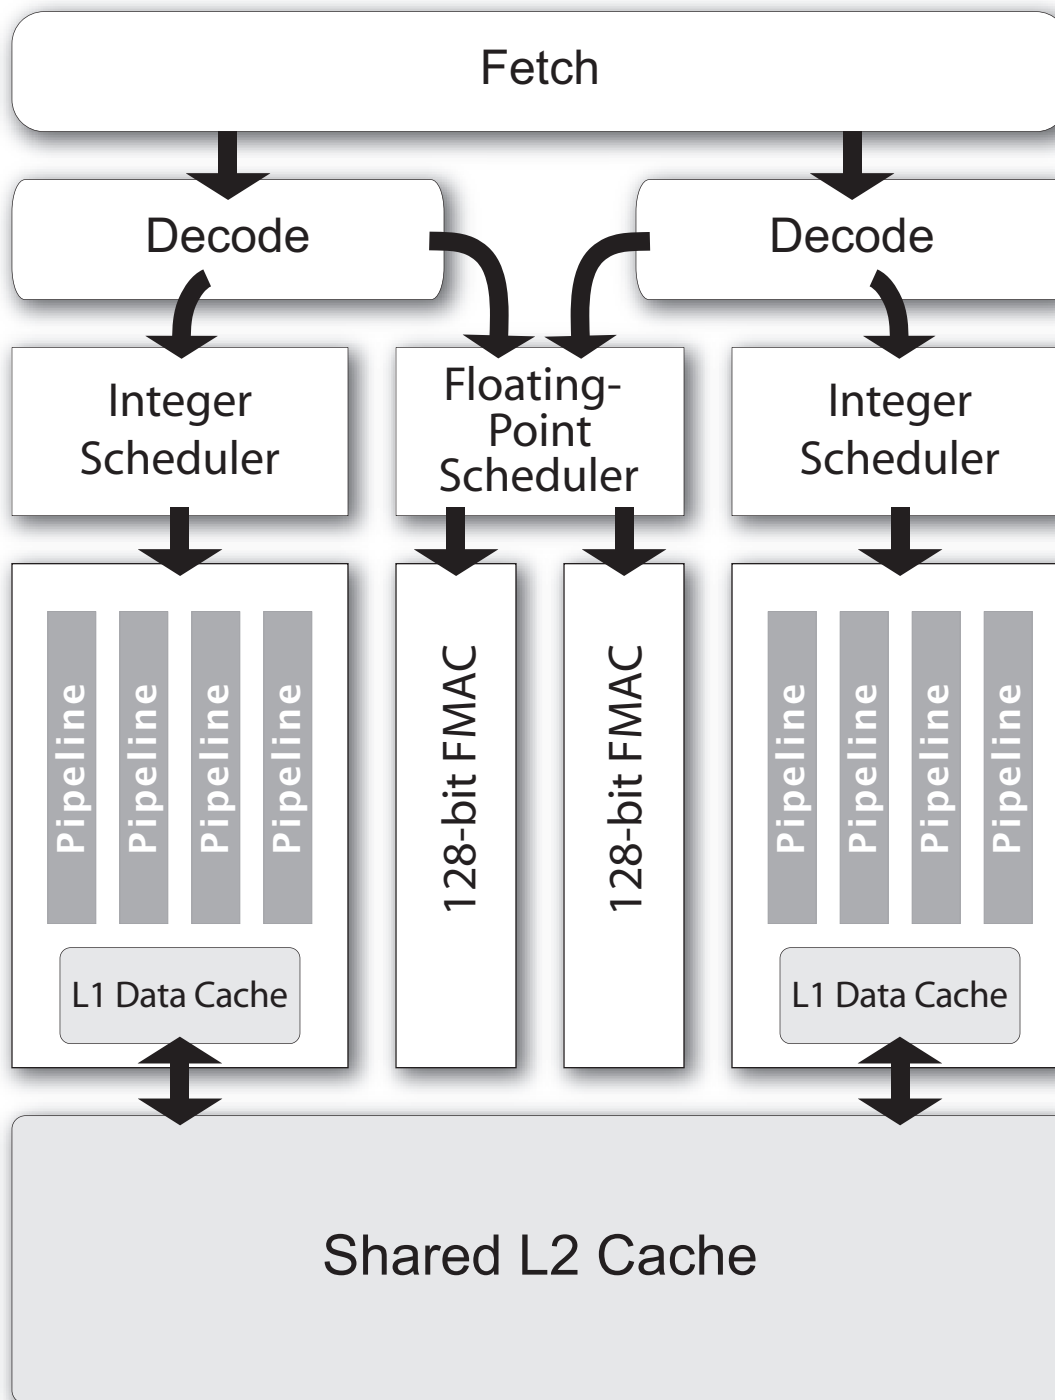 Fetch
Decode
Decode
Integer
Scheduler
Floating-
Point
Scheduler
Integer
Scheduler
Pipeline
Pipeline
Pipeline
Pipeline
128-bit FMAC
128-bit FMAC
Pipeline
Pipeline
Pipeline
Pipeline
L1 Data Cache
L1 Data Cache
Shared L2 Cache